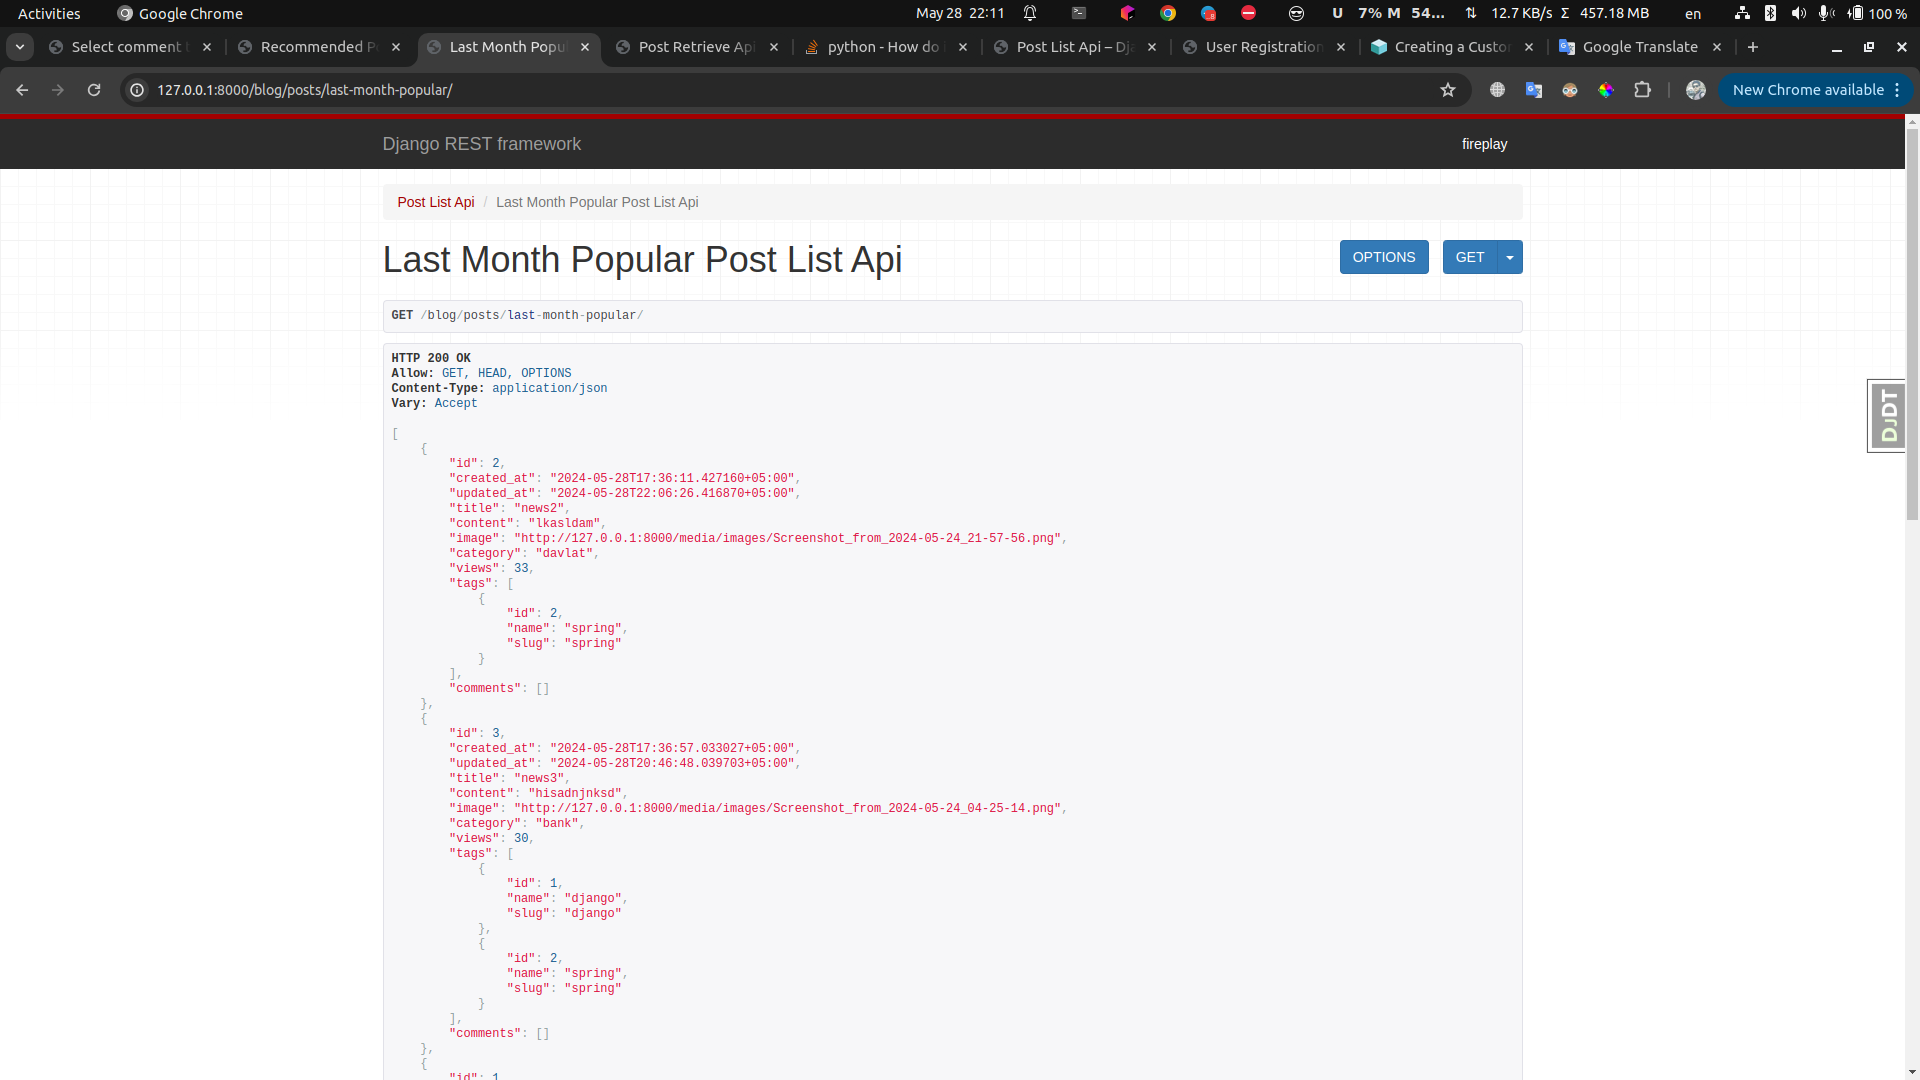 Activities Google Chrome May 28 22:11 U 7% M 54... 12.7 KB/s Σ 457.18 MB en 100 %
Select comment Recommended P Last Month Popu Post Retrieve Api python - How do Post List Api – Dja User Registration Creating a Custo Google Translate
127.0.0.1:8000/blog/posts/last-month-popular/ New Chrome available
Django REST framework fireplay
Post List Api / Last Month Popular Post List Api
Last Month Popular Post List Api OPTIONS GET
GET /blog/posts/last-month-popular/
HTTP 200 OK
Allow: GET, HEAD, OPTIONS
Content-Type: application/json
Vary: Accept
DJDT
[
{
"id": 2,
"created_at": "2024-05-28T17:36:11.427160+05:00",
"updated_at": "2024-05-28T22:06:26.416870+05:00",
"title": "news2",
"content": "lkasldam",
"image": "http://127.0.0.1:8000/media/images/Screenshot_from_2024-05-24_21-57-56.png",
"category": "davlat",
"views": 33,
"tags": [
{
"id": 2,
"name": "spring",
"slug": "spring"
}
],
"comments": []
},
{
"id": 3,
"created_at": "2024-05-28T17:36:57.033027+05:00",
"updated_at": "2024-05-28T20:46:48.039703+05:00",
"title": "news3",
"content": "hisadnjnksd",
"image": "http://127.0.0.1:8000/media/images/Screenshot_from_2024-05-24_04-25-14.png",
"category": "bank",
"views": 30,
"tags": [
{
"id": 1,
"name": "django",
"slug": "django"
},
{
"id": 2,
"name": "spring",
"slug": "spring"
}
],
"comments": []
},
{
"id": 1,